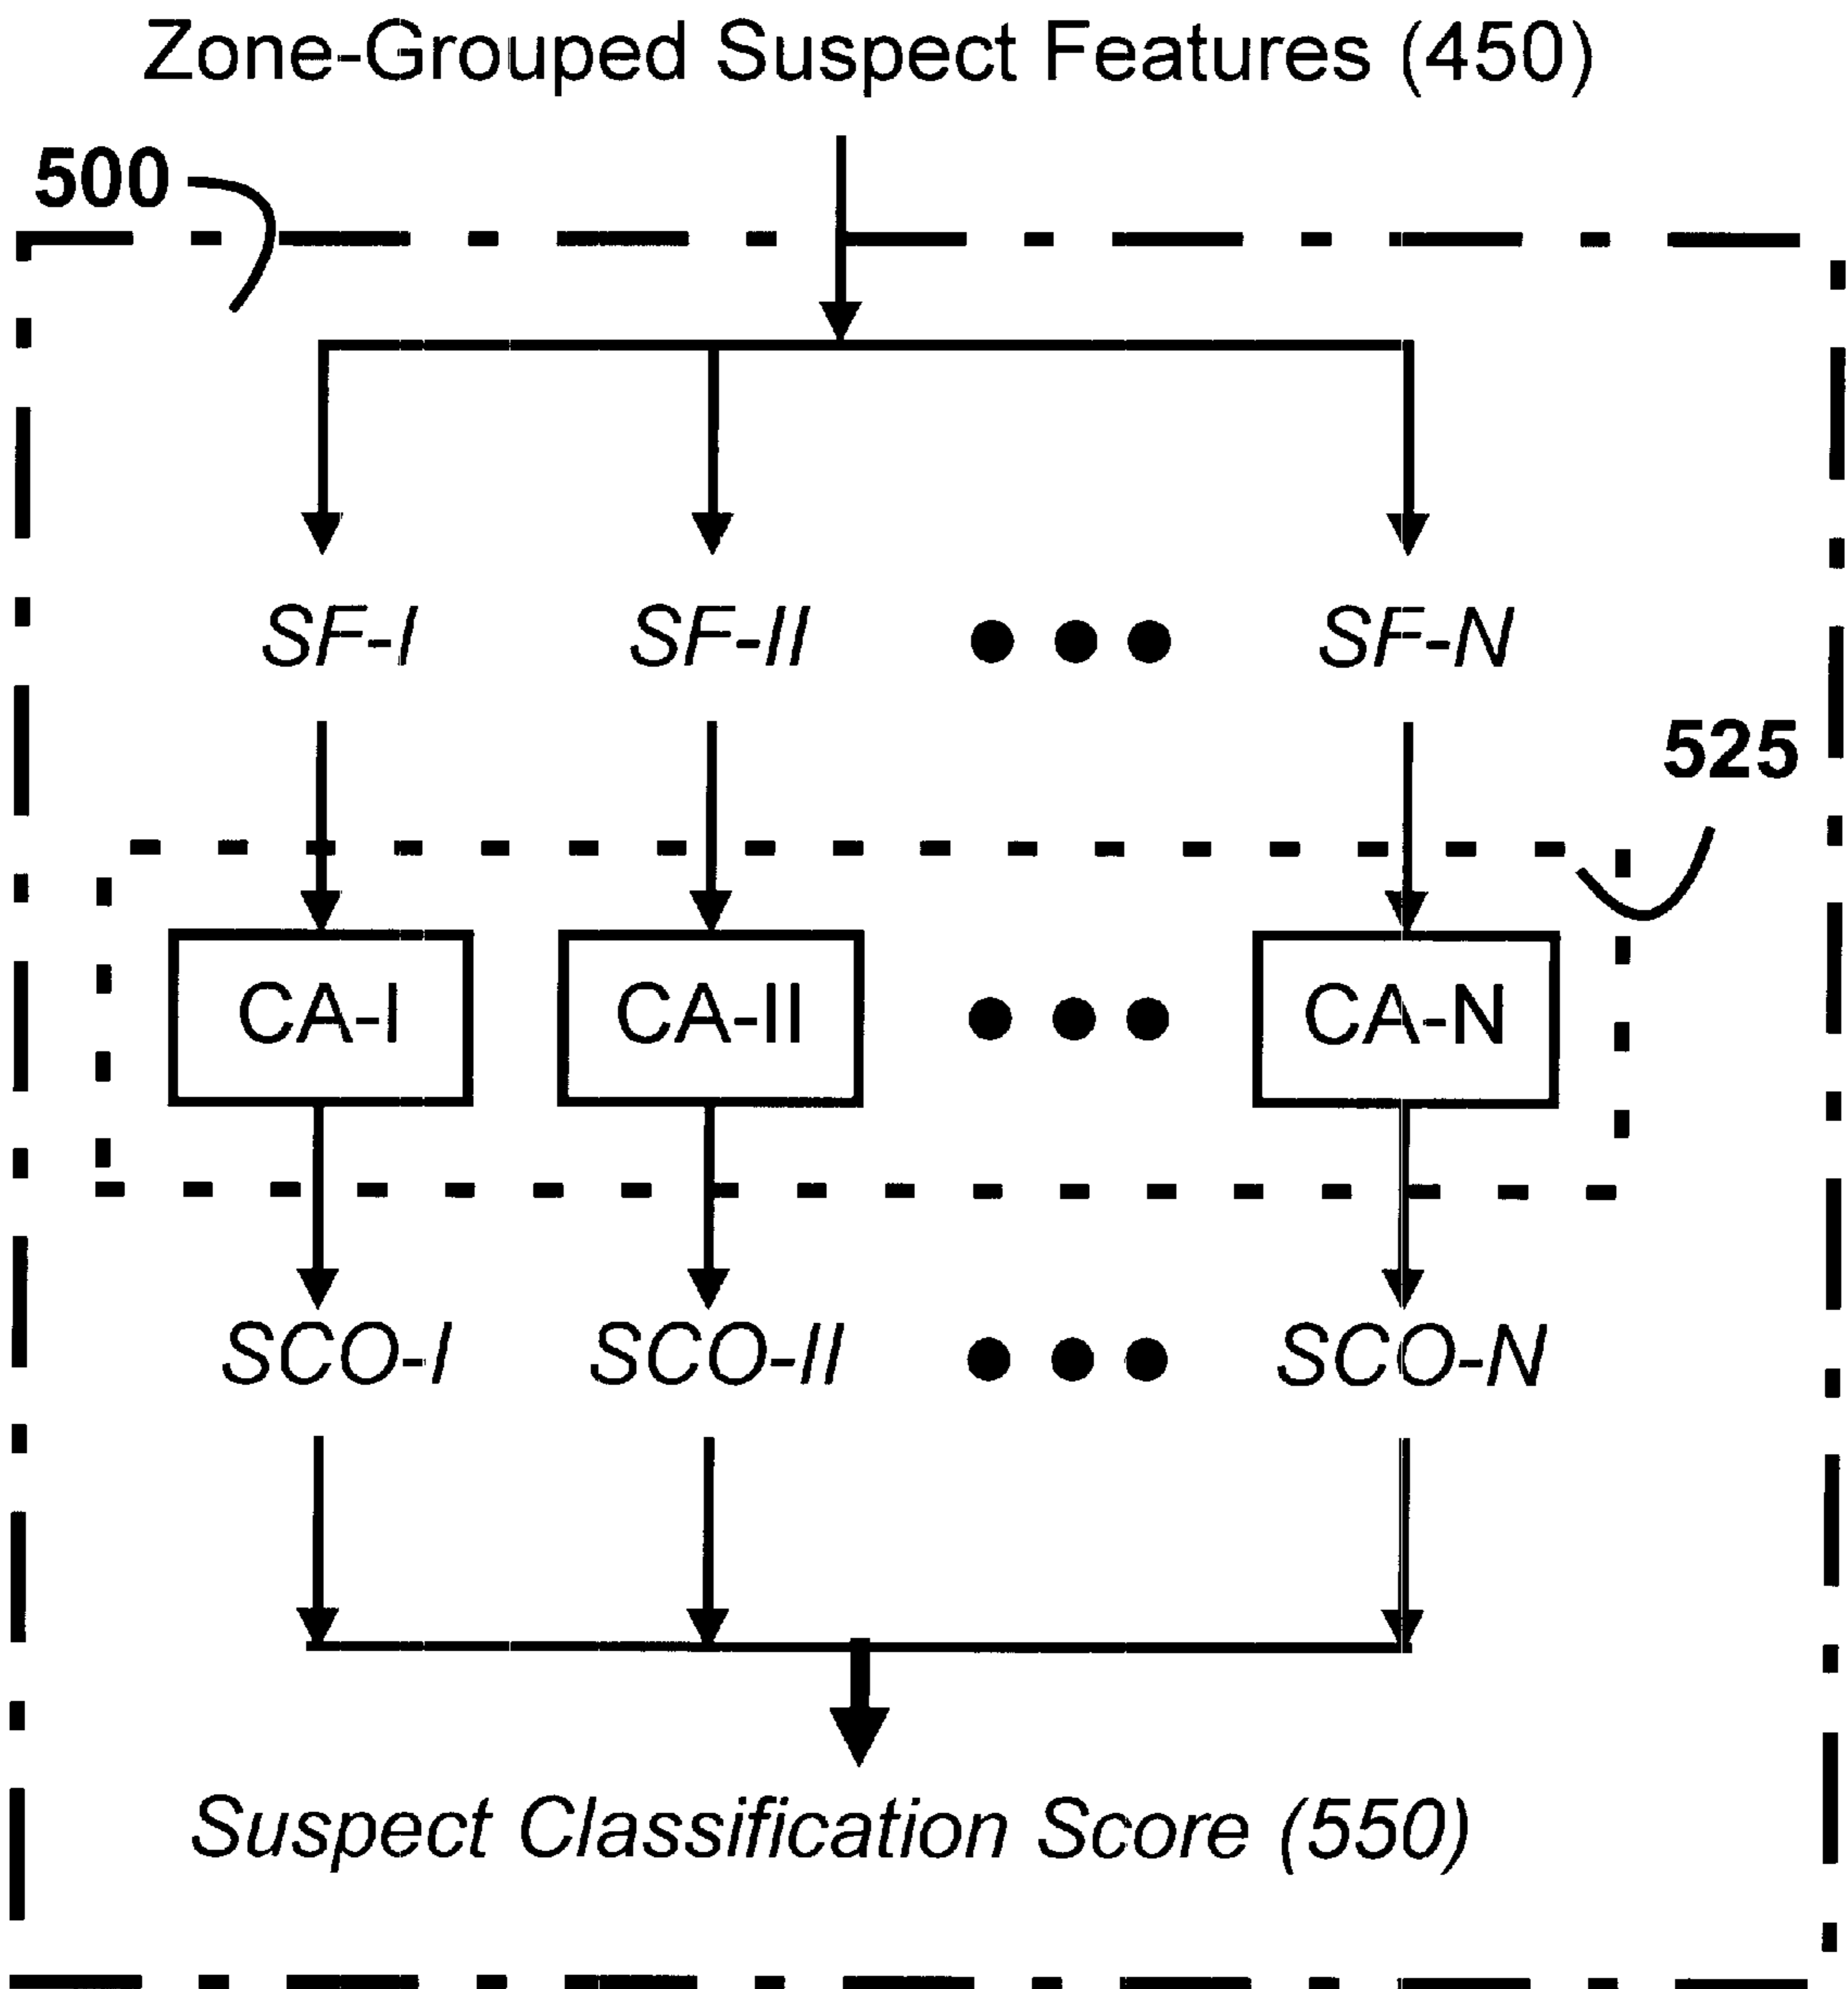 Zone-Grouped Suspect Features (450)
500
SF-I SF-II SF-N
525
CA-I CA-II CA-N
SCO-I SCO-II SCO-N
Suspect Classification Score (550)